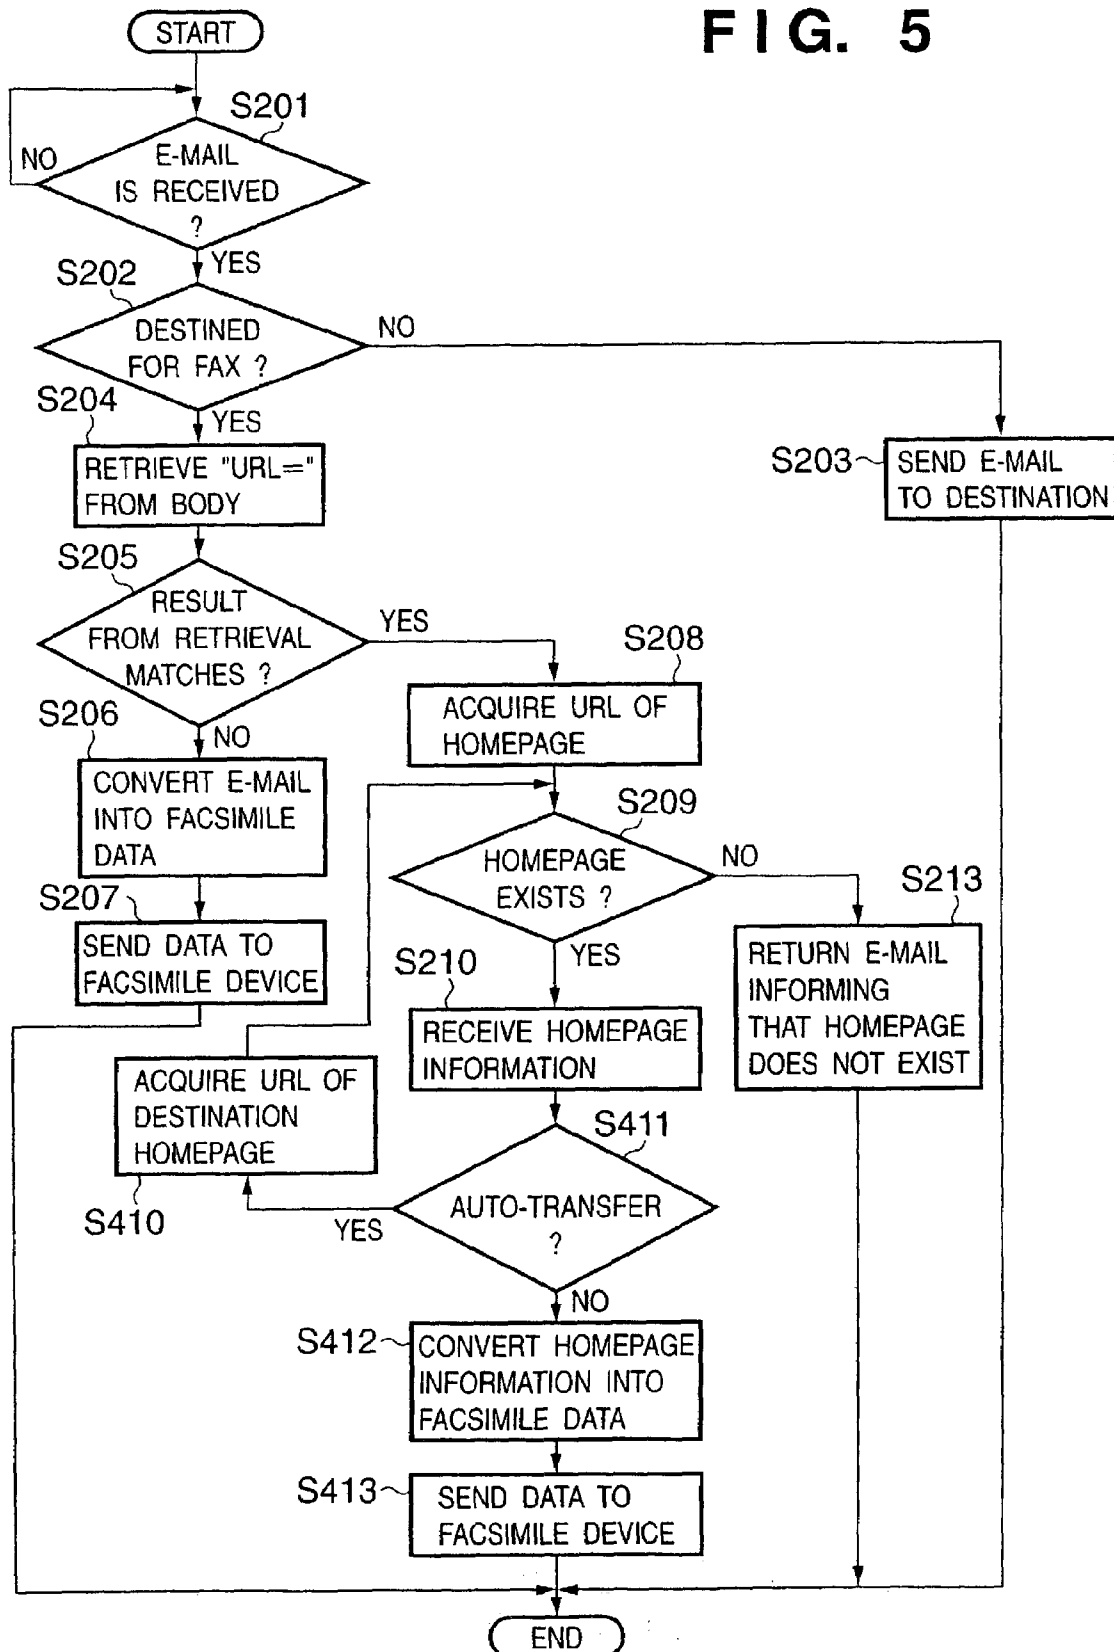 FIG. 5
START
S201
E-MAIL
IS RECEIVED
?
NO
YES
S202
DESTINED
FOR FAX ?
NO
YES
S204
RETRIEVE "URL="
FROM BODY
S203
SEND E-MAIL
TO DESTINATION
S205
RESULT
FROM RETRIEVAL
MATCHES ?
YES
NO
S208
ACQUIRE URL OF
HOMEPAGE
S206
CONVERT E-MAIL
INTO FACSIMILE
DATA
S209
HOMEPAGE
EXISTS ?
NO
YES
S207
SEND DATA TO
FACSIMILE DEVICE
S213
RETURN E-MAIL
INFORMING
THAT HOMEPAGE
DOES NOT EXIST
S210
RECEIVE HOMEPAGE
INFORMATION
ACQUIRE URL OF
DESTINATION
HOMEPAGE
S410
S411
AUTO-TRANSFER
?
YES
NO
S412
CONVERT HOMEPAGE
INFORMATION INTO
FACSIMILE DATA
S413
SEND DATA TO
FACSIMILE DEVICE
END